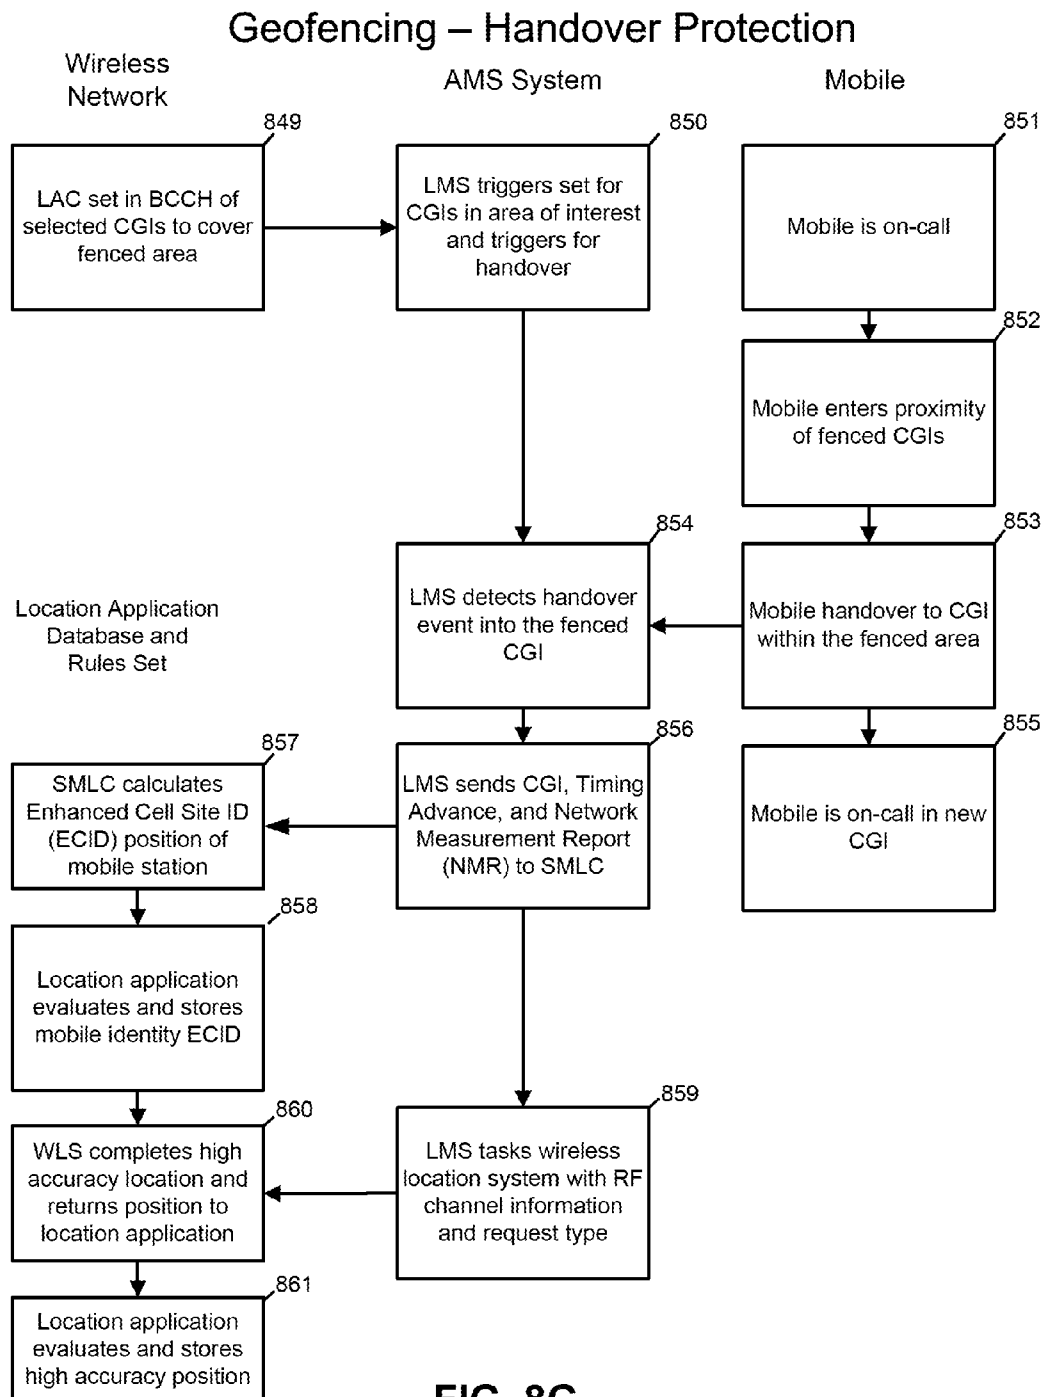 Geofencing – Handover Protection
Wireless
Network
AMS System
Mobile
849
LAC set in BCCH of
selected CGIs to cover
fenced area
850
LMS triggers set for
CGIs in area of interest
and triggers for
handover
851
Mobile is on-call
852
Mobile enters proximity
of fenced CGIs
853
Mobile handover to CGI
within the fenced area
854
LMS detects handover
event into the fenced
CGI
855
Mobile is on-call in new
CGI
Location Application
Database and
Rules Set
856
LMS sends CGI, Timing
Advance, and Network
Measurement Report
(NMR) to SMLC
857
SMLC calculates
Enhanced Cell Site ID
(ECID) position of
mobile station
858
Location application
evaluates and stores
mobile identity ECID
859
LMS tasks wireless
location system with RF
channel information
and request type
860
WLS completes high
accuracy location and
returns position to
location application
861
Location application
evaluates and stores
high accuracy position
FIG. 8C